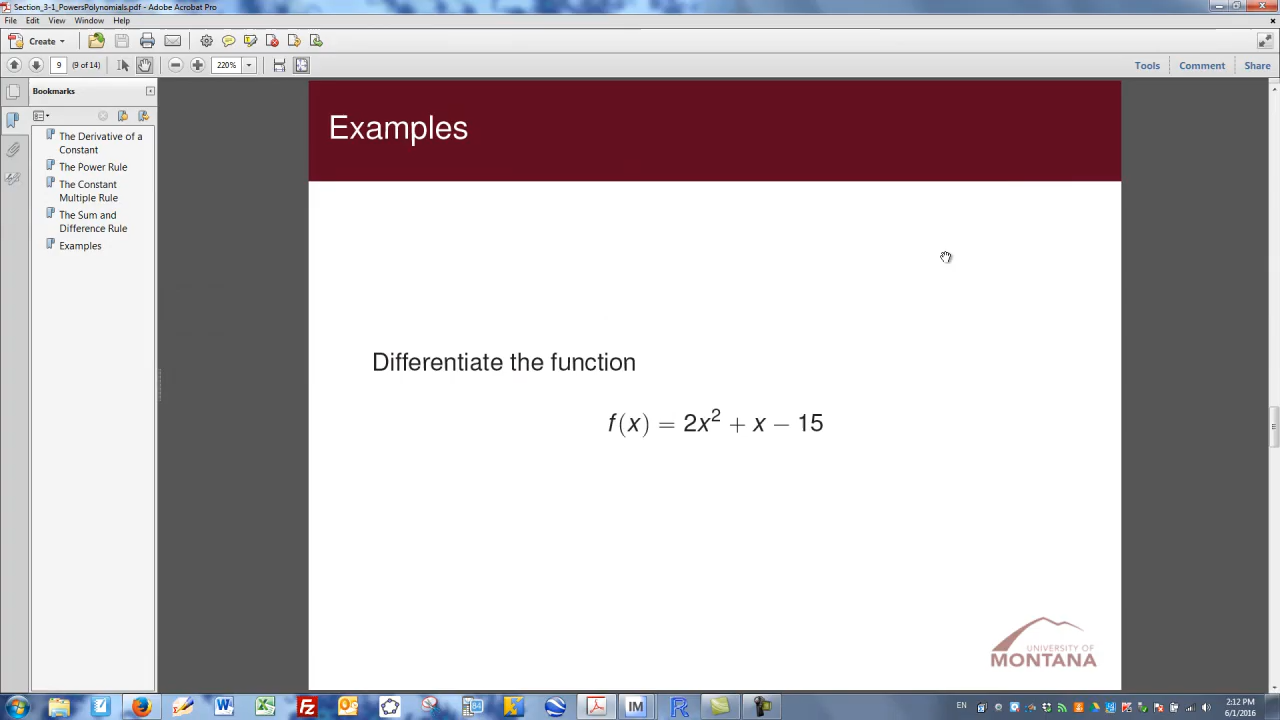 Section_3-1_PowersPolynomials.pdf - Adobe Acrobat Pro
File Edit View Window Help
Create
9 (9 of 14) 220% Tools Comment Share
Bookmarks
The Derivative of a
Constant
The Power Rule
The Constant
Multiple Rule
The Sum and
Difference Rule
Examples
Examples
Differentiate the function
f(x) = 2x² + x − 15
UNIVERSITY OF
MONTANA
EN
2:12 PM
6/1/2016